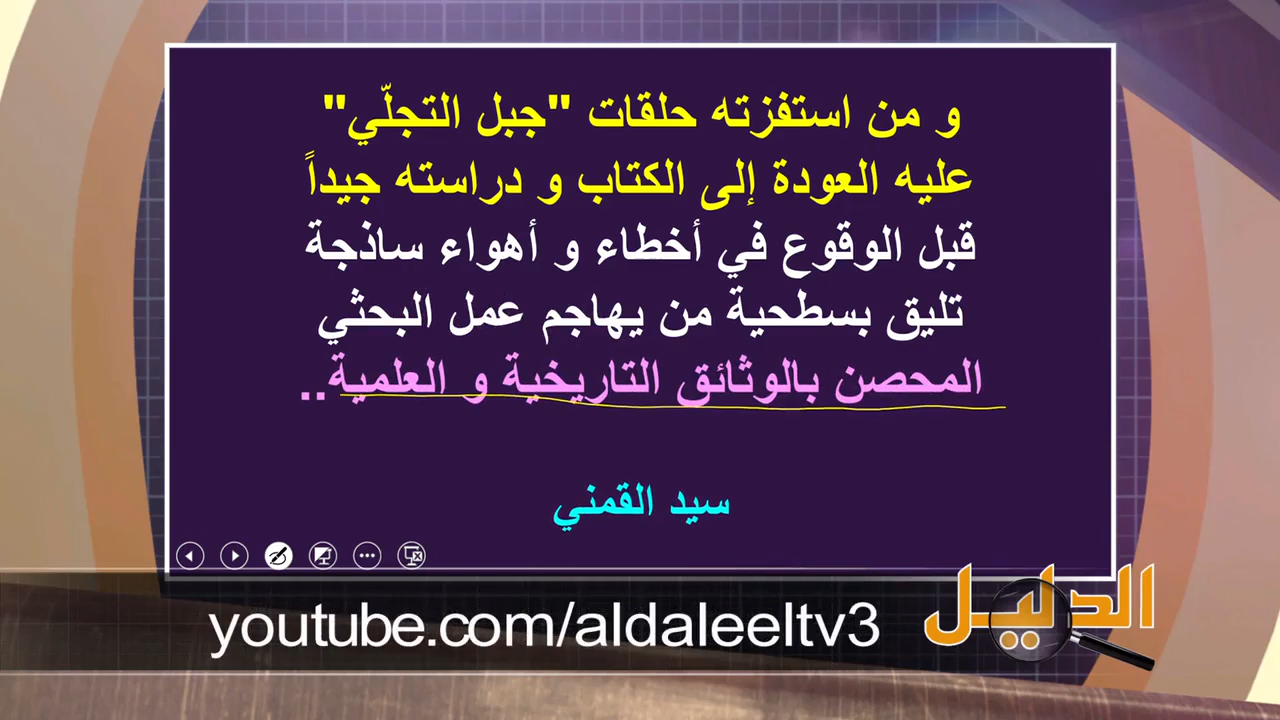 و من استفزته حلقات "جبل التجلّي"
عليه العودة إلى الكتاب و دراسته جيداً
قبل الوقوع في أخطاء و أهواء ساذجة
تليق بسطحية من يهاجم عمل البحثي
المحصن بالوثائق التاريخية و العلمية..
سيد القمني
youtube.com/aldaleeltv3
الدليل